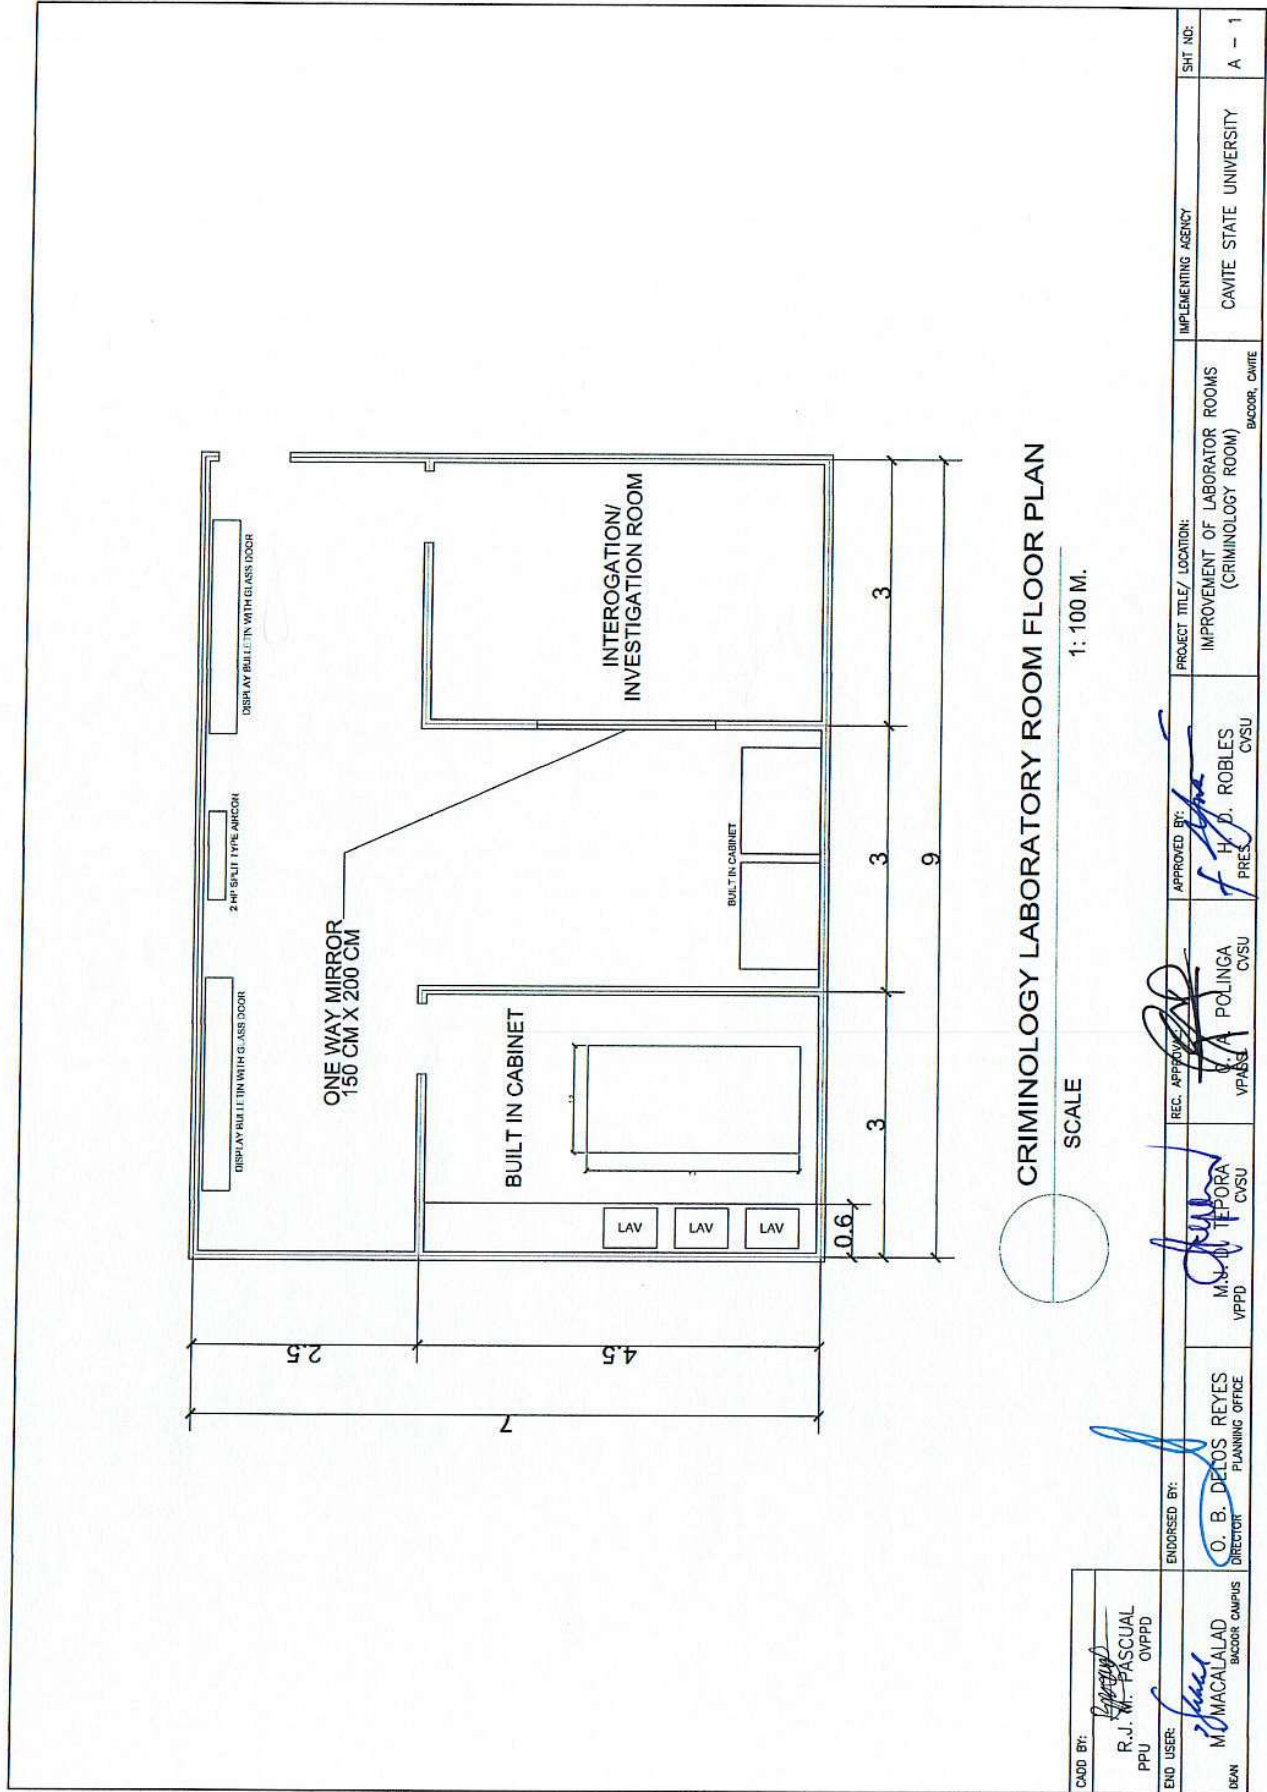 DISPLAY BULLETIN WITH GLASS DOOR
2 HP SPLIT TYPE AIRCON
DISPLAY BULLETIN WITH GLASS DOOR
ONE WAY MIRROR
150 CM X 200 CM
BUILT IN CABINET
LAV
LAV
LAV
BUILT IN CABINET
INTEROGATION/
INVESTIGATION ROOM
2.5
4.5
7
0.6
3
3
3
9
CRIMINOLOGY LABORATORY ROOM FLOOR PLAN
SCALE 1: 100 M.
CADD BY:
R.J. M. PASCUAL
PPU OVPPD
END USER:
M. MACALALAD
DEAN BACOOR CAMPUS
ENDORSED BY:
O. B. DELOS REYES
DIRECTOR PLANNING OFFICE
M.J. D. TEPORA
VPPD CVSU
REC. APPROVAL:
A. POLINGA
CVSU
APPROVED BY:
H. D. ROBLES
PRES. CVSU
PROJECT TITLE/ LOCATION:
IMPROVEMENT OF LABORATOR ROOMS
(CRIMINOLOGY ROOM)
BACOOR, CAVITE
IMPLEMENTING AGENCY
CAVITE STATE UNIVERSITY
SHT NO:
A - 1